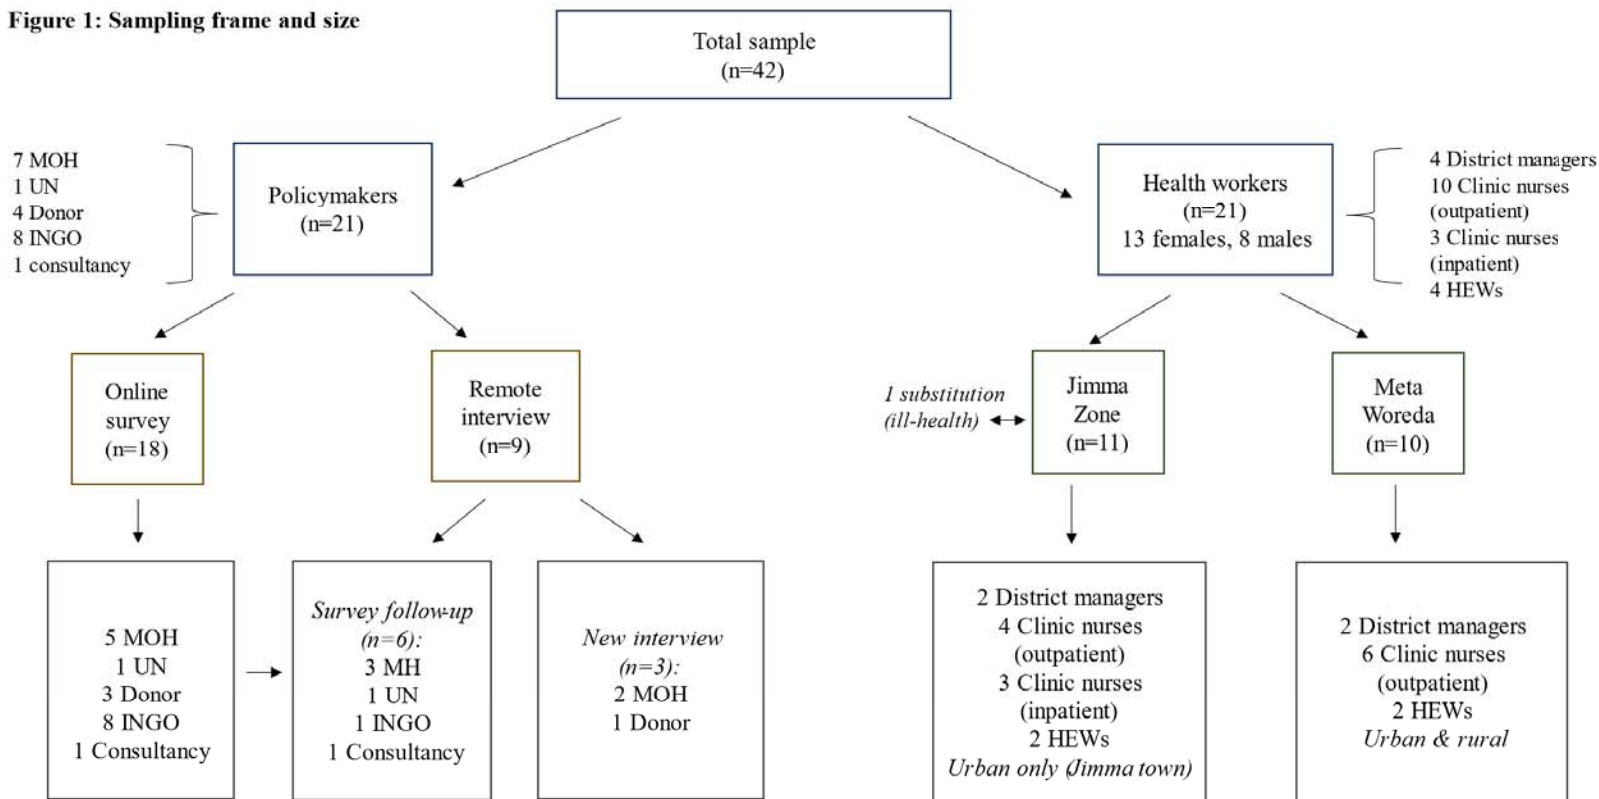 Figure 1: Sampling frame and size
Total sample
(n=42)
7 MOH
1 UN
4 Donor
8 INGO
1 consultancy
Policymakers
(n=21)
Health workers
(n=21)
13 females, 8 males
4 District managers
10 Clinic nurses
(outpatient)
3 Clinic nurses
(inpatient)
4 HEWs
Online
survey
(n=18)
Remote
interview
(n=9)
1 substitution
(ill-health)
Jimma
Zone
(n=11)
Meta
Woreda
(n=10)
5 MOH
1 UN
3 Donor
8 INGO
1 Consultancy
Survey follow-up
(n=6):
3 MH
1 UN
1 INGO
1 Consultancy
New interview
(n=3):
2 MOH
1 Donor
2 District managers
4 Clinic nurses
(outpatient)
3 Clinic nurses
(inpatient)
2 HEWs
Urban only (Jimma town)
2 District managers
6 Clinic nurses
(outpatient)
2 HEWs
Urban & rural